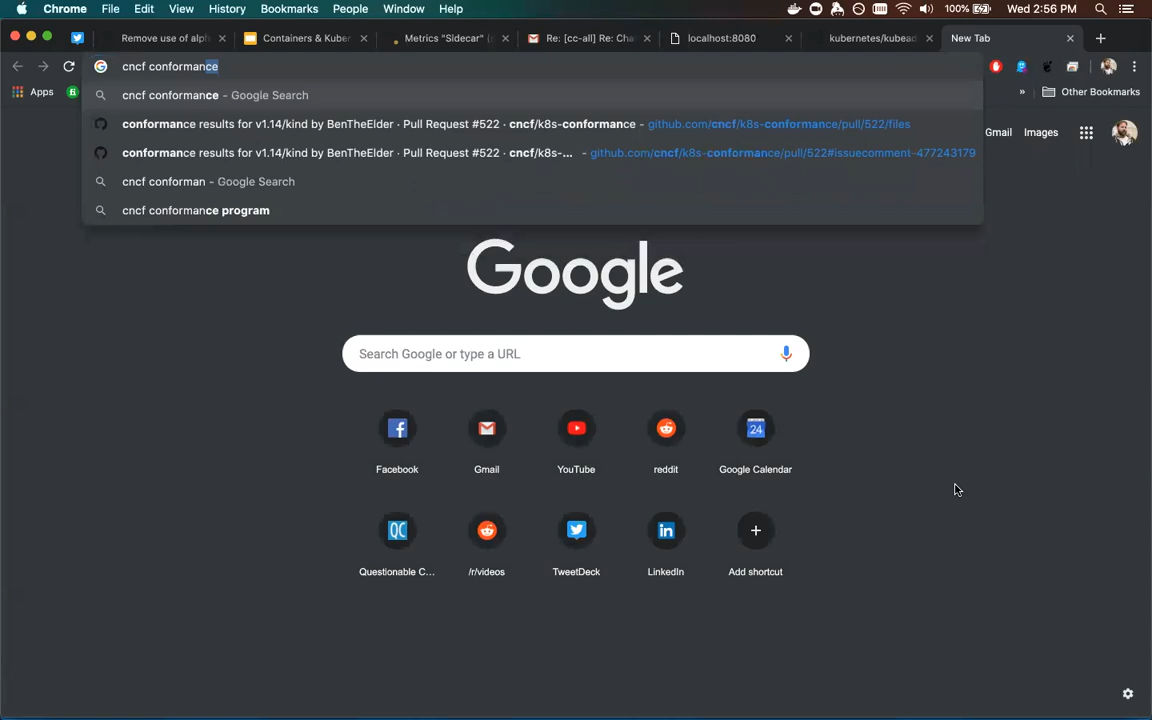 Chrome File Edit View History Bookmarks People Window Help 100% Wed 2:56 PM
Remove use of alph Containers & Kuber Metrics "Sidecar" ( Re: [cc-all] Re: Cha localhost:8080 kubernetes/kubead New Tab
cncf conformance
Apps fi » Other Bookmarks
cncf conformance - Google Search
conformance results for v1.14/kind by BenTheElder · Pull Request #522 · cncf/k8s-conformance - github.com/cncf/k8s-conformance/pull/522/files
Gmail Images
conformance results for v1.14/kind by BenTheElder · Pull Request #522 · cncf/k8s-... - github.com/cncf/k8s-conformance/pull/522#issuecomment-477243179
cncf conforman - Google Search
cncf conformance program
Google
Search Google or type a URL
24
Facebook Gmail YouTube reddit Google Calendar
QC
Questionable C... /r/videos TweetDeck LinkedIn Add shortcut